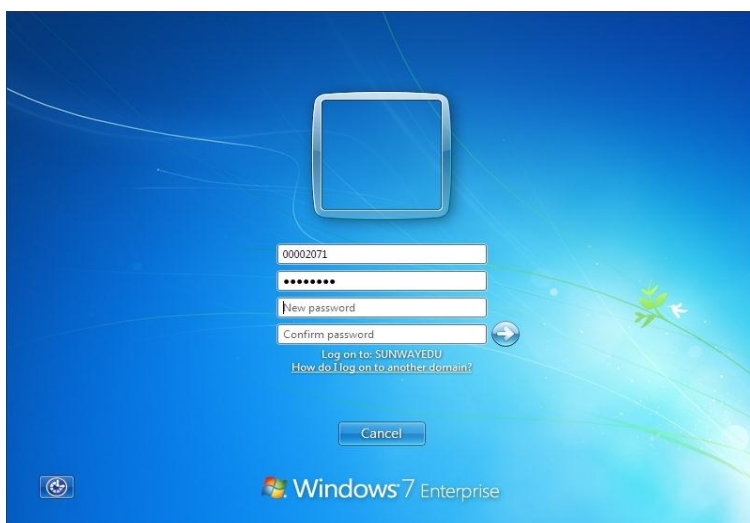 00002071
••••••••
New password
Confirm password
Log on to: SUNWAYEDU
How do I log on to another domain?
Cancel
Windows 7 Enterprise